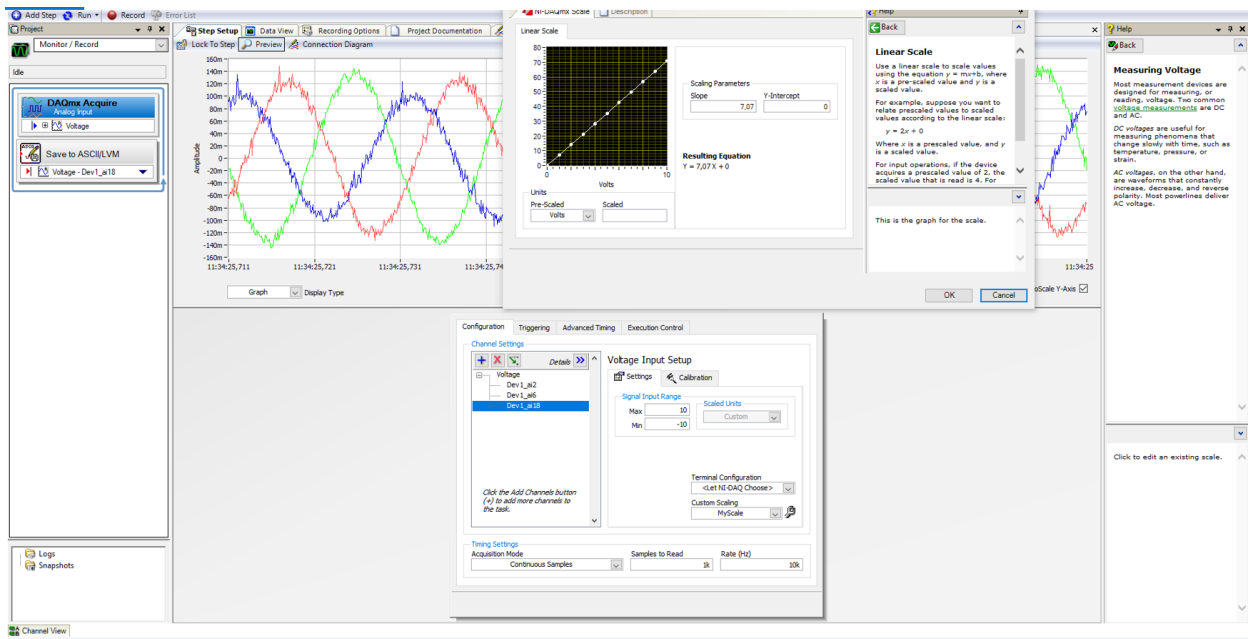 Add Step
Run
Record
Error List
Project
Monitor / Record
Idle
DAQmx Acquire
Analog Input
Voltage
Save to ASCII/LVM
Voltage - Dev1_ai18
Logs
Snapshots
Channel View
Step Setup
Data View
Recording Options
Project Documentation
Lock To Step
Preview
Connection Diagram
Amplitude
160m
140m
120m
100m
80m
60m
40m
20m
0
-20m
-40m
-60m
-80m
-100m
-120m
-140m
-160m
11:34:25,711
11:34:25,721
11:34:25,731
11:34:25,74
11:34:25
Graph
Display Type
oScale Y-Axis
NI-DAQmx Scale
Description
Linear Scale
80
70
60
50
40
30
20
10
0
0
10
Volts
Scaling Parameters
Slope
Y-Intercept
7,07
0
Resulting Equation
Y = 7,07 X + 0
Units
Pre-Scaled
Scaled
Volts
Help
Back
Linear Scale
Use a linear scale to scale values
using the equation y = mx+b, where
x is a pre-scaled value and y is a
scaled value.
For example, suppose you want to
relate prescaled values to scaled
values according to the linear scale:
y = 2x + 0
Where x is a prescaled value, and y
is a scaled value.
For input operations, if the device
acquires a prescaled value of 2, the
scaled value that is read is 4. For
This is the graph for the scale.
OK
Cancel
Configuration
Triggering
Advanced Timing
Execution Control
Channel Settings
Details
Voltage
Dev1_ai2
Dev1_ai6
Dev1_ai18
Click the Add Channels button
(+) to add more channels to
the task.
Voltage Input Setup
Settings
Calibration
Signal Input Range
Max
10
Min
-10
Scaled Units
Custom
Terminal Configuration
<Let NI-DAQ Choose>
Custom Scaling
MyScale
Timing Settings
Acquisition Mode
Samples to Read
Rate (Hz)
Continuous Samples
1k
10k
Help
Back
Measuring Voltage
Most measurement devices are
designed for measuring, or
reading, voltage. Two common
voltage measurements are DC
and AC.
DC voltages are useful for
measuring phenomena that
change slowly with time, such as
temperature, pressure, or
strain.
AC voltages, on the other hand,
are waveforms that constantly
increase, decrease, and reverse
polarity. Most powerlines deliver
AC voltage.
Click to edit an existing scale.